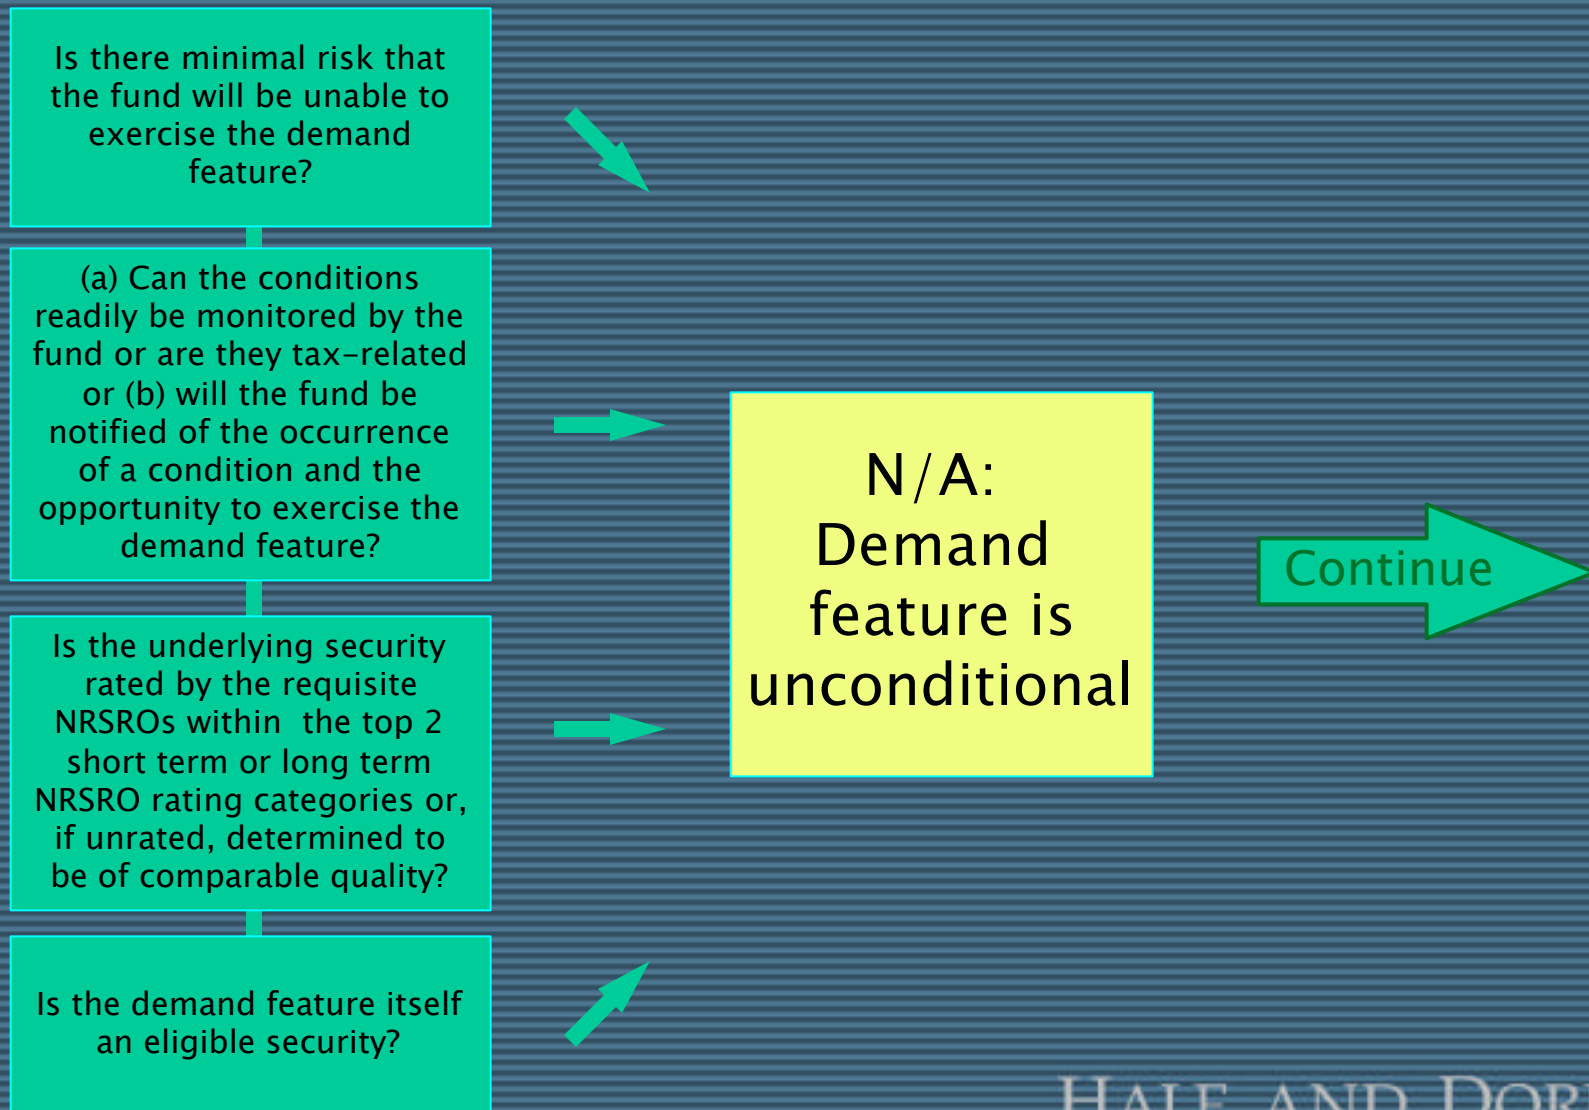 Is there minimal risk that
the fund will be unable to
exercise the demand
feature?
(a) Can the conditions
readily be monitored by the
fund or are they tax-related
or (b) will the fund be
notified of the occurrence
of a condition and the
opportunity to exercise the
demand feature?
Is the underlying security
rated by the requisite
NRSROs within the top 2
short term or long term
NRSRO rating categories or,
if unrated, determined to
be of comparable quality?
Is the demand feature itself
an eligible security?
N/A:
Demand
feature is
unconditional
Continue
HALE AND